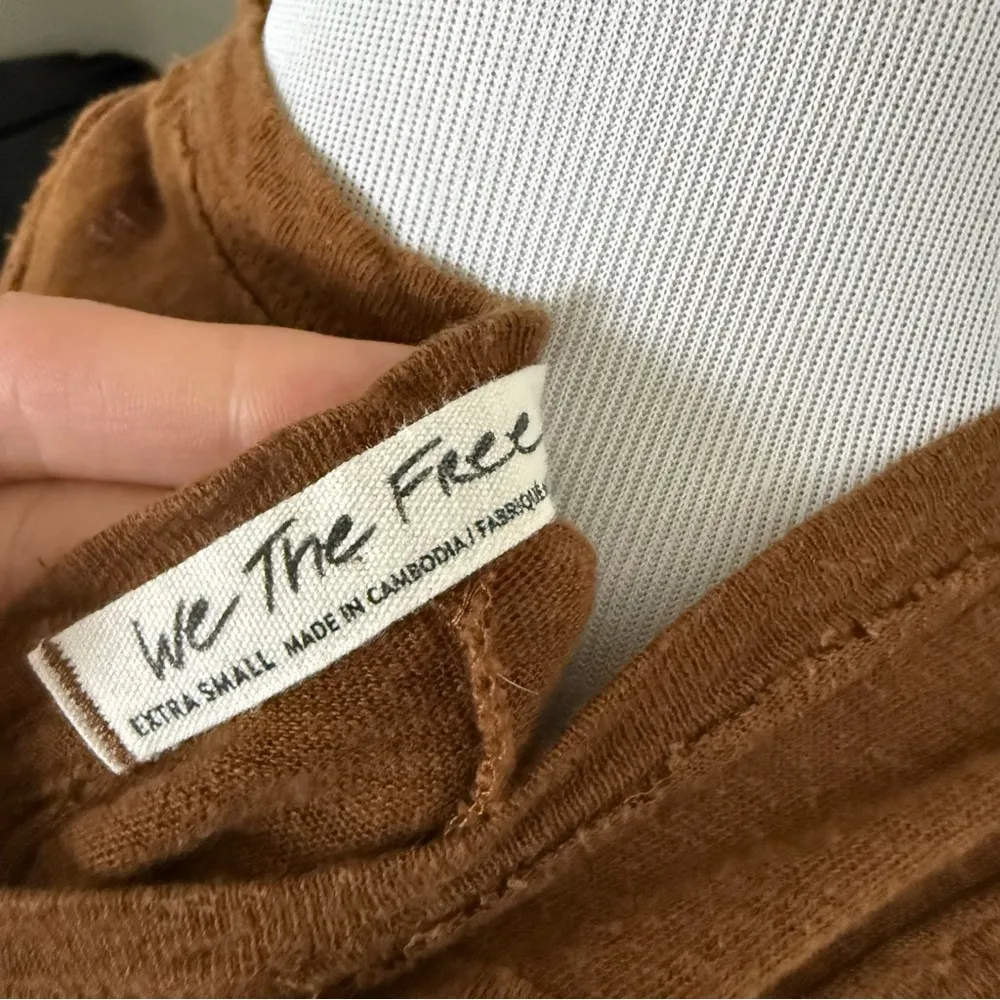 We The Free
EXTRA SMALL MADE IN CAMBODIA / FABRIQUÉ